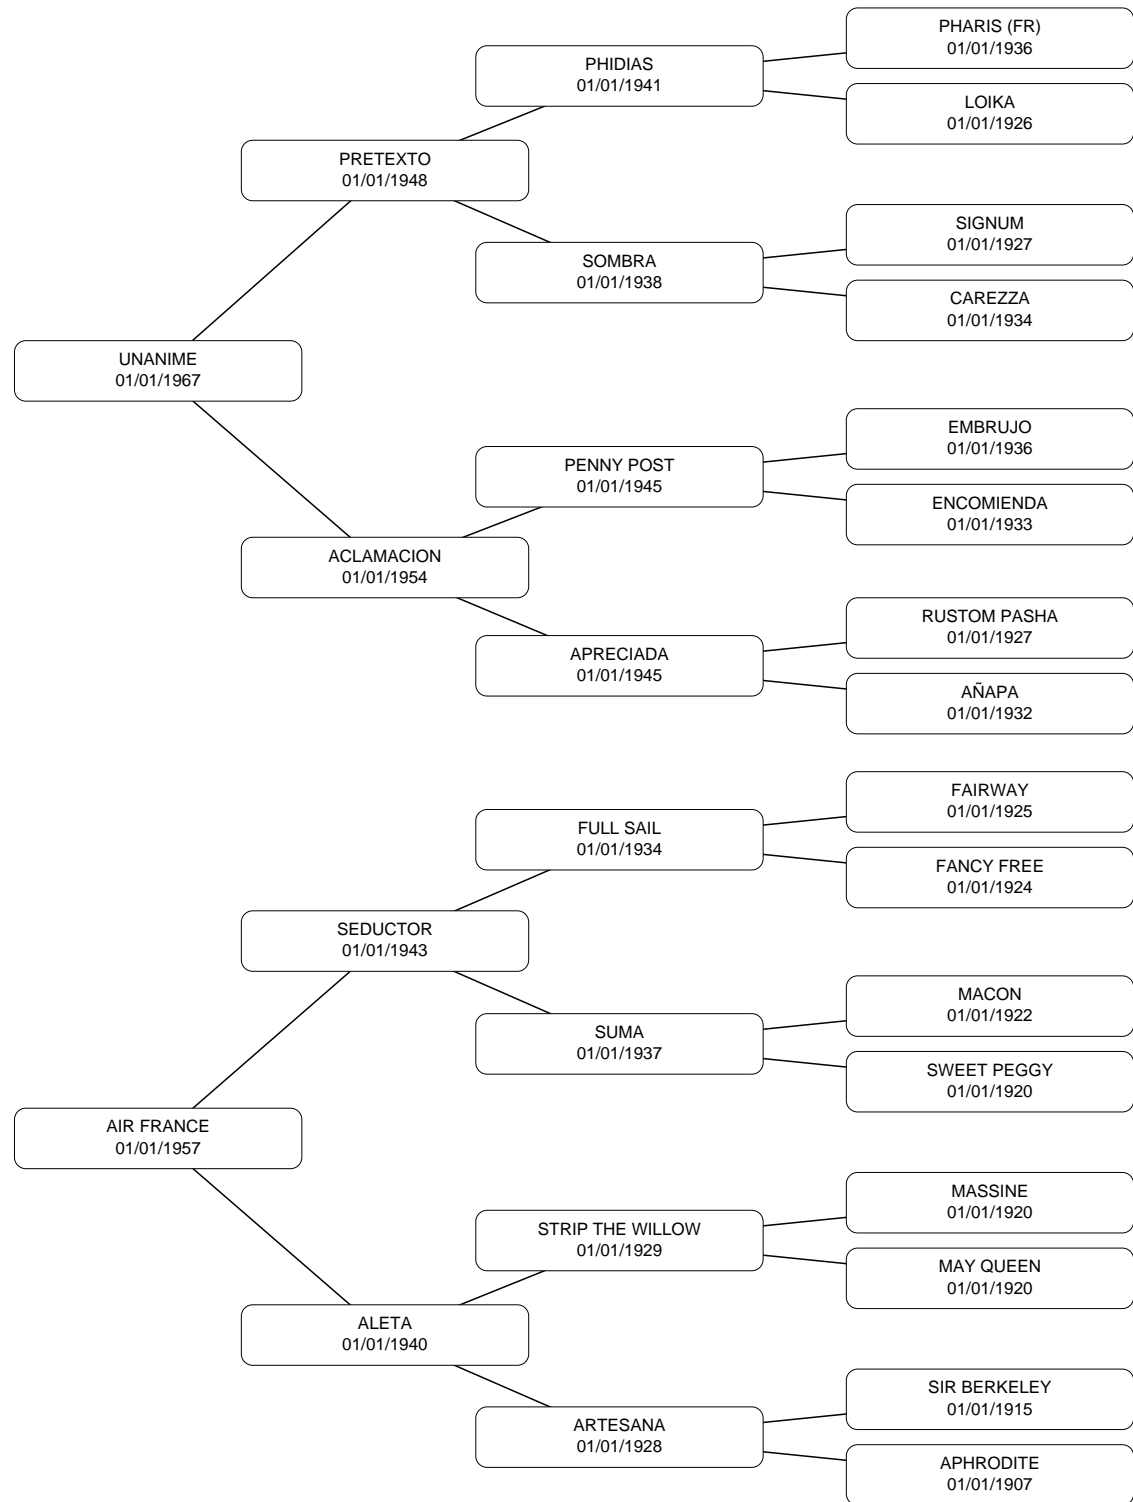 PHARIS (FR)
01/01/1936
PHIDIAS
01/01/1941
LOIKA
01/01/1926
PRETEXTO
01/01/1948
SIGNUM
01/01/1927
SOMBRA
01/01/1938
CAREZZA
01/01/1934
UNANIME
01/01/1967
EMBRUJO
01/01/1936
PENNY POST
01/01/1945
ENCOMIENDA
01/01/1933
ACLAMACION
01/01/1954
RUSTOM PASHA
01/01/1927
APRECIADA
01/01/1945
AÑAPA
01/01/1932
FAIRWAY
01/01/1925
FULL SAIL
01/01/1934
FANCY FREE
01/01/1924
SEDUCTOR
01/01/1943
MACON
01/01/1922
SUMA
01/01/1937
SWEET PEGGY
01/01/1920
AIR FRANCE
01/01/1957
MASSINE
01/01/1920
STRIP THE WILLOW
01/01/1929
MAY QUEEN
01/01/1920
ALETA
01/01/1940
SIR BERKELEY
01/01/1915
ARTESANA
01/01/1928
APHRODITE
01/01/1907